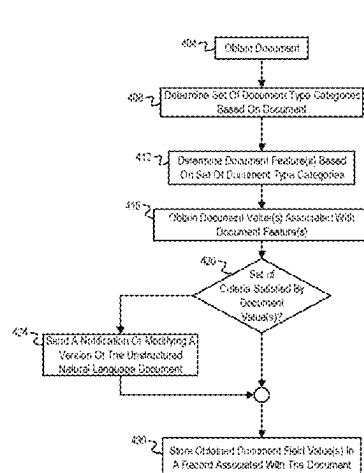 404
Obtain Document
408
Determine Set Of Document Type Categories
Based On Document
412
Determine Document Feature(s) Based
On Set Of Document Type Categories
416
Obtain Document Value(s) Associated With
Document Feature(s)
420
Set of
Criteria Satisfied By
Document
Value(s)?
424
Send A Notification Or Modifying A
Version Of The Unstructured
Natural Language Document
Store Obtained Document Field Value(s) In
A Record Associated With The Document